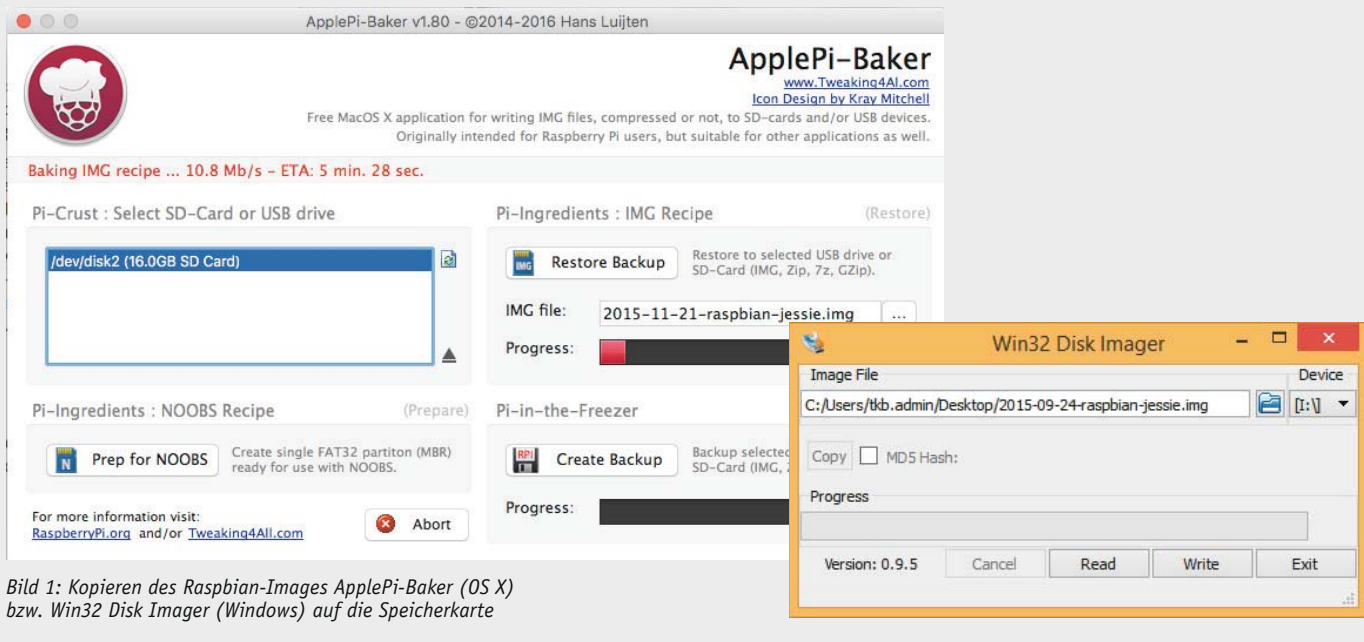 ApplePi-Baker v1.80 - ©2014-2016 Hans Luijten
ApplePi-Baker
www.Tweaking4Al.com
Icon Design by Kray Mitchell
Free MacOS X application for writing IMG files, compressed or not, to SD-cards and/or USB devices.
Originally intended for Raspberry Pi users, but suitable for other applications as well.
Baking IMG recipe ... 10.8 Mb/s - ETA: 5 min. 28 sec.
Pi-Crust : Select SD-Card or USB drive
/dev/disk2 (16.0GB SD Card)
Pi-Ingredients : IMG Recipe (Restore)
IMG
Restore Backup
Restore to selected USB drive or
SD-Card (IMG, Zip, 7z, GZip).
IMG file: 2015-11-21-raspbian-jessie.img ...
Progress:
Pi-Ingredients : NOOBS Recipe (Prepare)
N
Prep for NOOBS
Create single FAT32 partiton (MBR)
ready for use with NOOBS.
For more information visit:
RaspberryPi.org and/or Tweaking4All.com
Abort
Pi-in-the-Freezer
RPi
Create Backup
Backup selected
SD-Card (IMG,
Progress:
Win32 Disk Imager
Image File Device
C:/Users/tkb.admin/Desktop/2015-09-24-raspbian-jessie.img [I:\]
Copy MD5 Hash:
Progress
Version: 0.9.5 Cancel Read Write Exit
Bild 1: Kopieren des Raspbian-Images ApplePi-Baker (OS X)
bzw. Win32 Disk Imager (Windows) auf die Speicherkarte